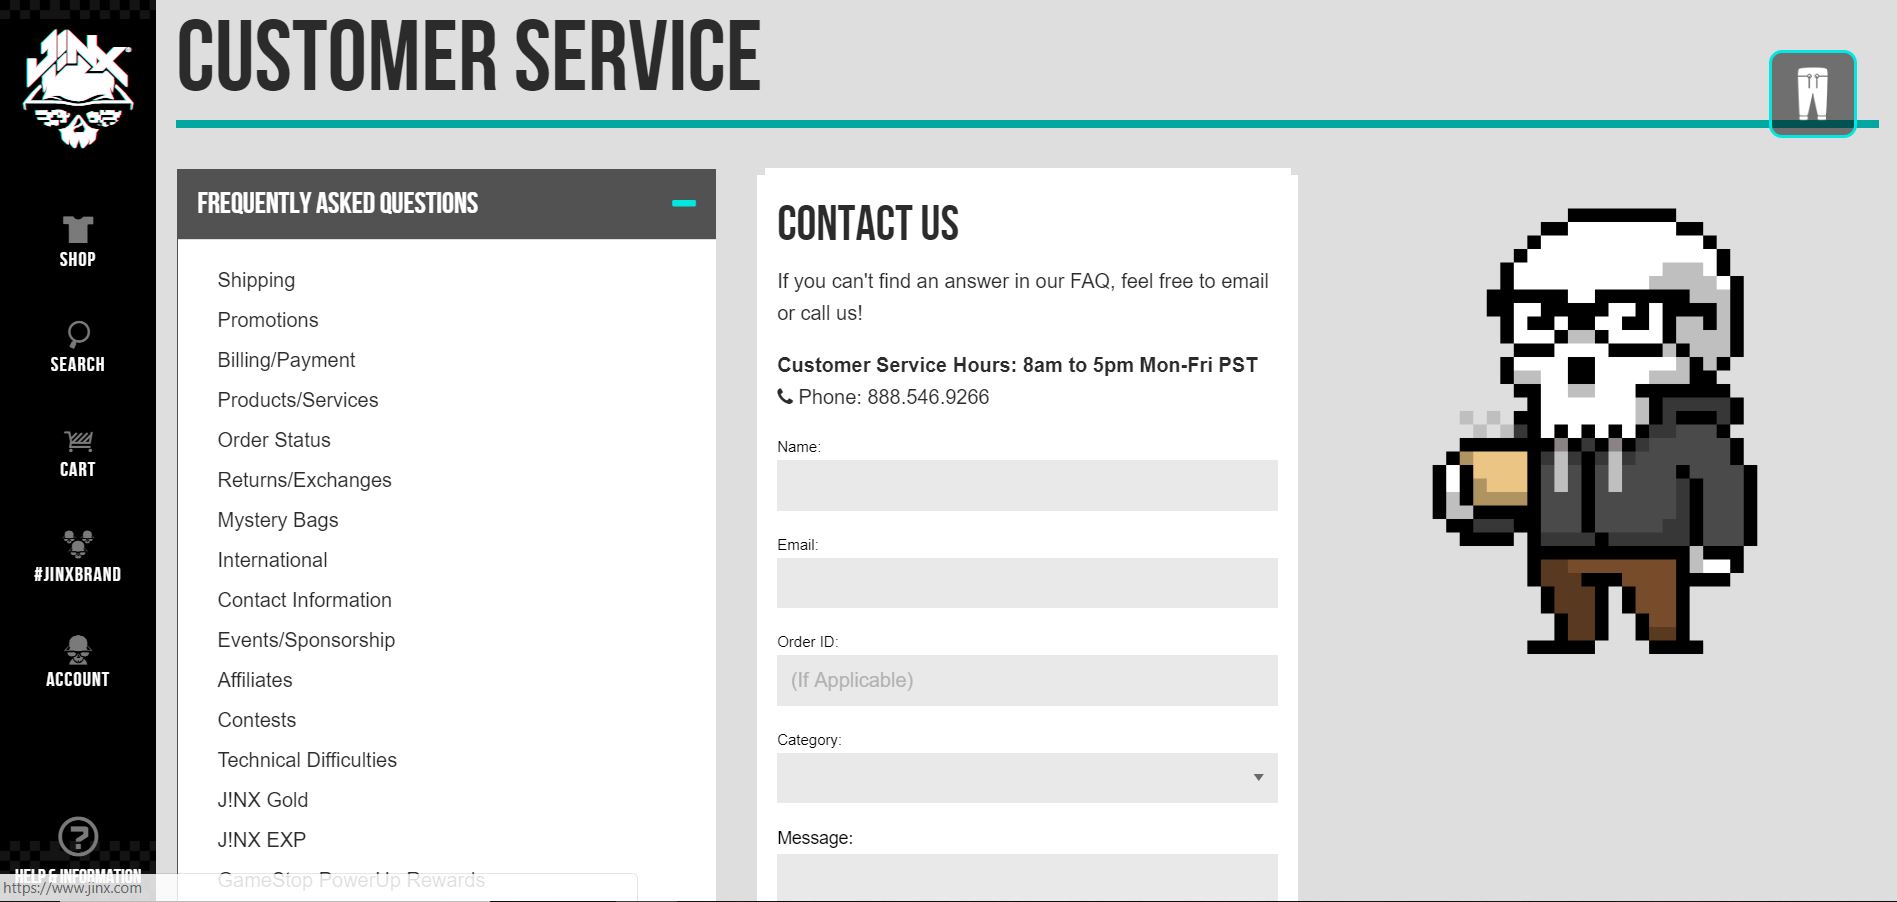 J!NX
CUSTOMER SERVICE
SHOP
SEARCH
CART
#JINXBRAND
ACCOUNT
HELP & INFORMATION
https://www.jinx.com
FREQUENTLY ASKED QUESTIONS
Shipping
Promotions
Billing/Payment
Products/Services
Order Status
Returns/Exchanges
Mystery Bags
International
Contact Information
Events/Sponsorship
Affiliates
Contests
Technical Difficulties
J!NX Gold
J!NX EXP
GameStop PowerUp Rewards
CONTACT US
If you can't find an answer in our FAQ, feel free to email
or call us!
Customer Service Hours: 8am to 5pm Mon-Fri PST
Phone: 888.546.9266
Name:
Email:
Order ID:
(If Applicable)
Category:
Message: